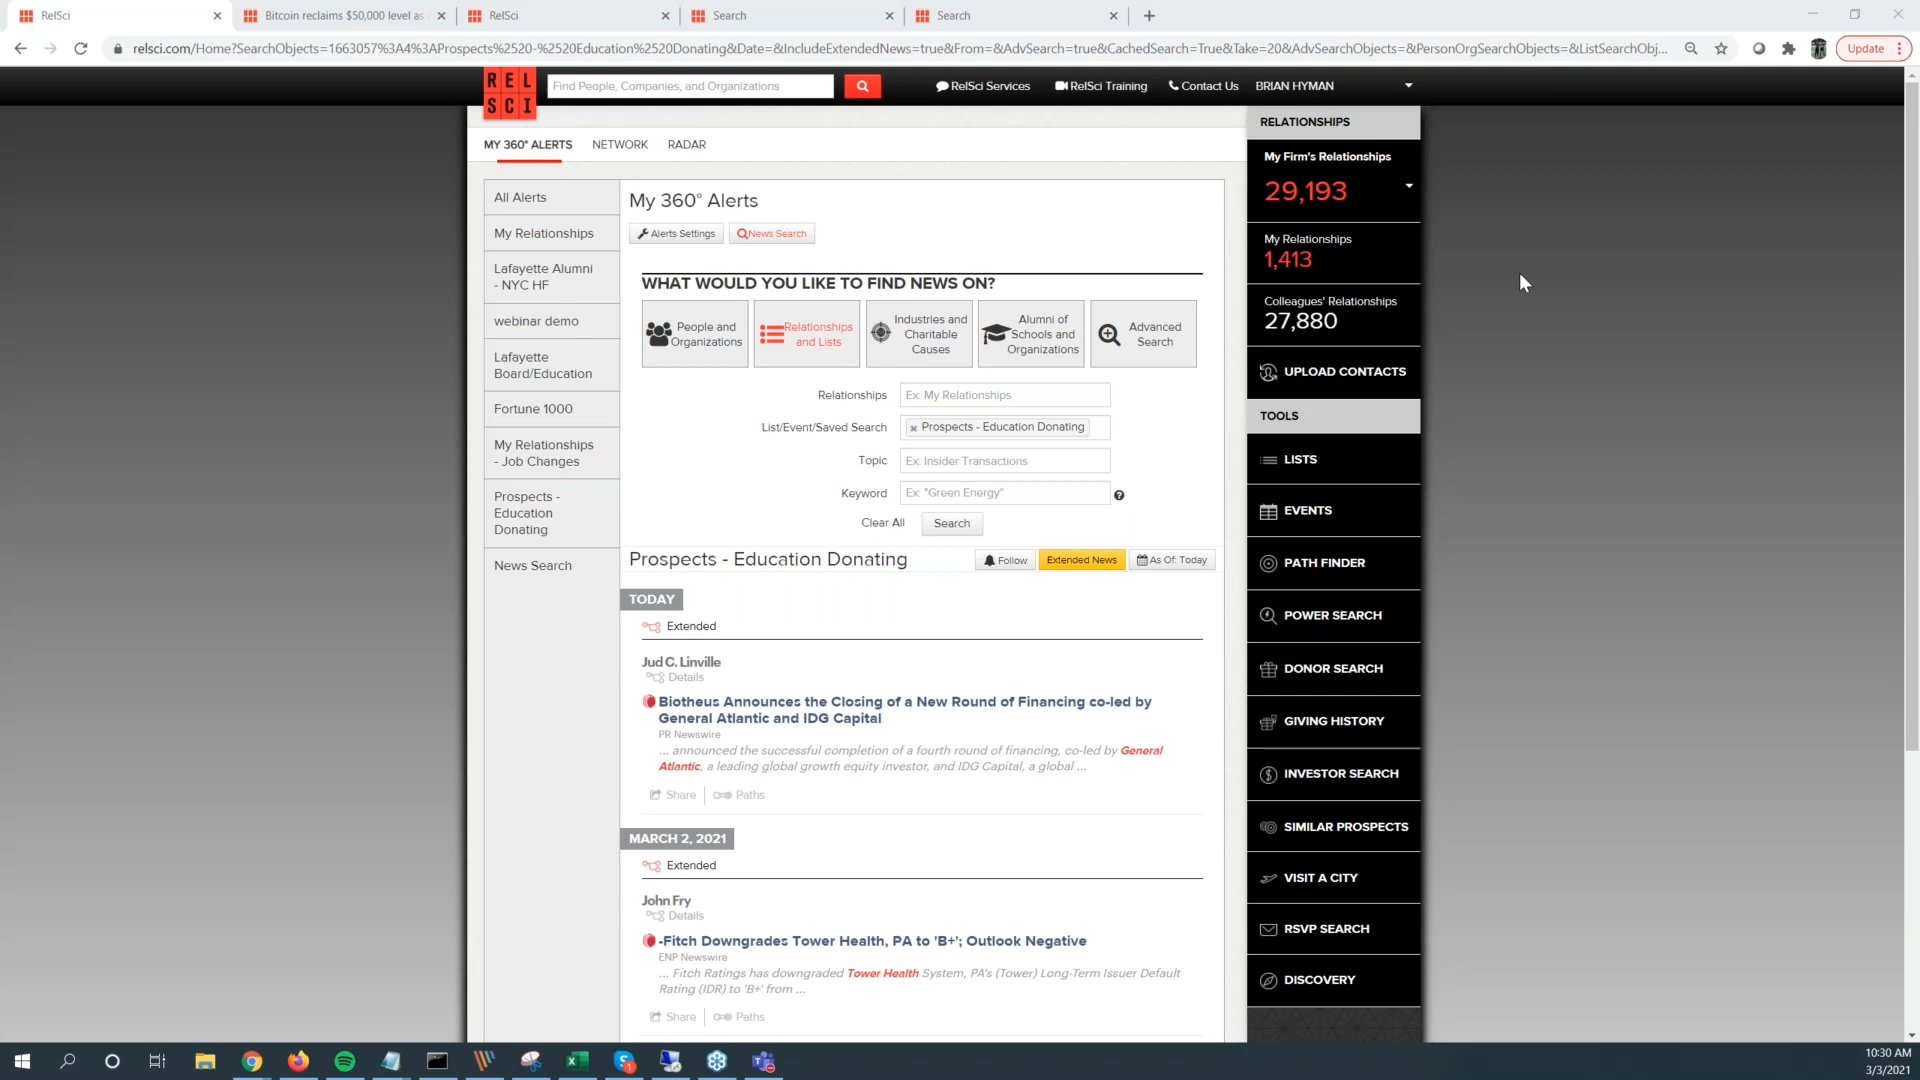 RelSci
Bitcoin reclaims $50,000 level as
RelSci
Search
Search
relsci.com/Home?SearchObjects=1663057%3A4%3AProspects%2520-%2520Education%2520Donating&Date=&IncludeExtendedNews=true&From=&AdvSearch=true&CachedSearch=True&Take=20&AdvSearchObjects=&PersonOrgSearchObjects=&ListSearchObj...
Update
REL
SCI
Find People, Companies, and Organizations
RelSci Services
RelSci Training
Contact Us
BRIAN HYMAN
MY 360° ALERTS
NETWORK
RADAR
All Alerts
My Relationships
Lafayette Alumni
- NYC HF
webinar demo
Lafayette
Board/Education
Fortune 1000
My Relationships
- Job Changes
Prospects -
Education
Donating
News Search
My 360° Alerts
Alerts Settings
News Search
WHAT WOULD YOU LIKE TO FIND NEWS ON?
People and
Organizations
Relationships
and Lists
Industries and
Charitable
Causes
Alumni of
Schools and
Organizations
Advanced
Search
Relationships
Ex: My Relationships
List/Event/Saved Search
Prospects - Education Donating
Topic
Ex: Insider Transactions
Keyword
Ex: "Green Energy"
Clear All
Search
Prospects - Education Donating
Follow
Extended News
As Of: Today
TODAY
Extended
Jud C. Linville
Details
Biotheus Announces the Closing of a New Round of Financing co-led by
General Atlantic and IDG Capital
PR Newswire
... announced the successful completion of a fourth round of financing, co-led by General
Atlantic, a leading global growth equity investor, and IDG Capital, a global ...
Share
Paths
MARCH 2, 2021
Extended
John Fry
Details
-Fitch Downgrades Tower Health, PA to 'B+'; Outlook Negative
ENP Newswire
... Fitch Ratings has downgraded Tower Health System, PA's (Tower) Long-Term Issuer Default
Rating (IDR) to 'B+' from ...
Share
Paths
RELATIONSHIPS
My Firm's Relationships
29,193
My Relationships
1,413
Colleagues' Relationships
27,880
UPLOAD CONTACTS
TOOLS
LISTS
EVENTS
PATH FINDER
POWER SEARCH
DONOR SEARCH
GIVING HISTORY
INVESTOR SEARCH
SIMILAR PROSPECTS
VISIT A CITY
RSVP SEARCH
DISCOVERY
10:30 AM
3/3/2021